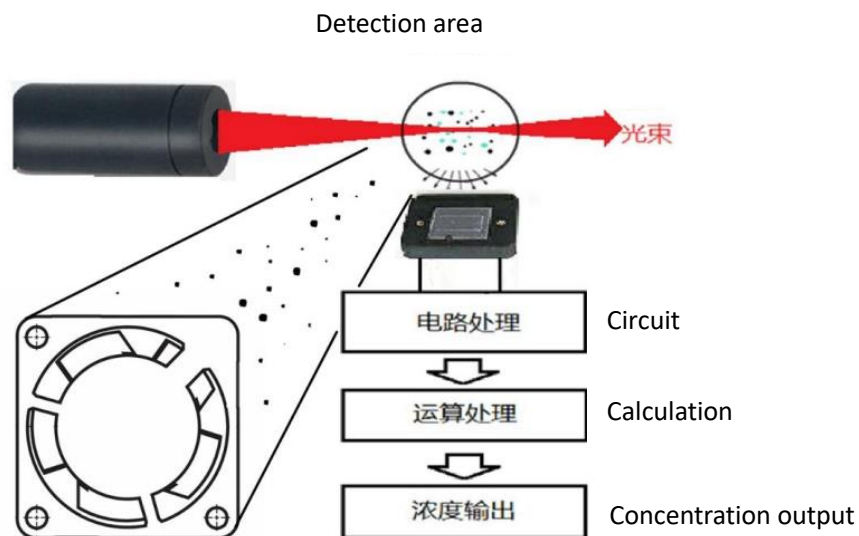 Detection area
光束
电路处理
Circuit
运算处理
Calculation
浓度输出
Concentration output